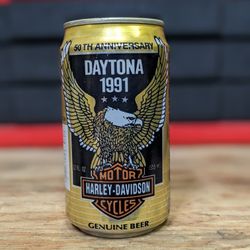 50TH ANNIVERSARY
DAYTONA
1991
MOTOR
HARLEY-DAVIDSON
CYCLES
GENUINE BEER